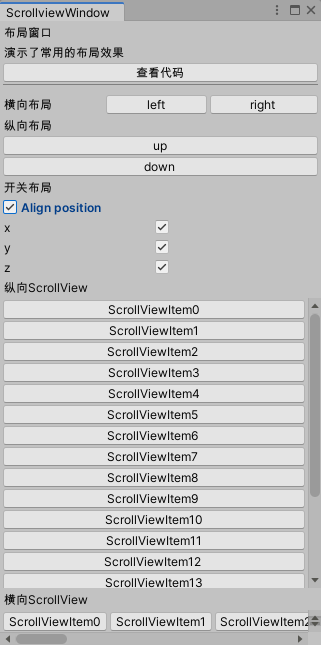 ScrollviewWindow
布局窗口
演示了常用的布局效果
查看代码
横向布局 left right
纵向布局
up
down
开关布局
Align position
x
y
z
纵向ScrollView
ScrollViewItem0
ScrollViewItem1
ScrollViewItem2
ScrollViewItem3
ScrollViewItem4
ScrollViewItem5
ScrollViewItem6
ScrollViewItem7
ScrollViewItem8
ScrollViewItem9
ScrollViewItem10
ScrollViewItem11
ScrollViewItem12
ScrollViewItem13
横向ScrollView
ScrollViewItem0 ScrollViewItem1 ScrollViewItem2